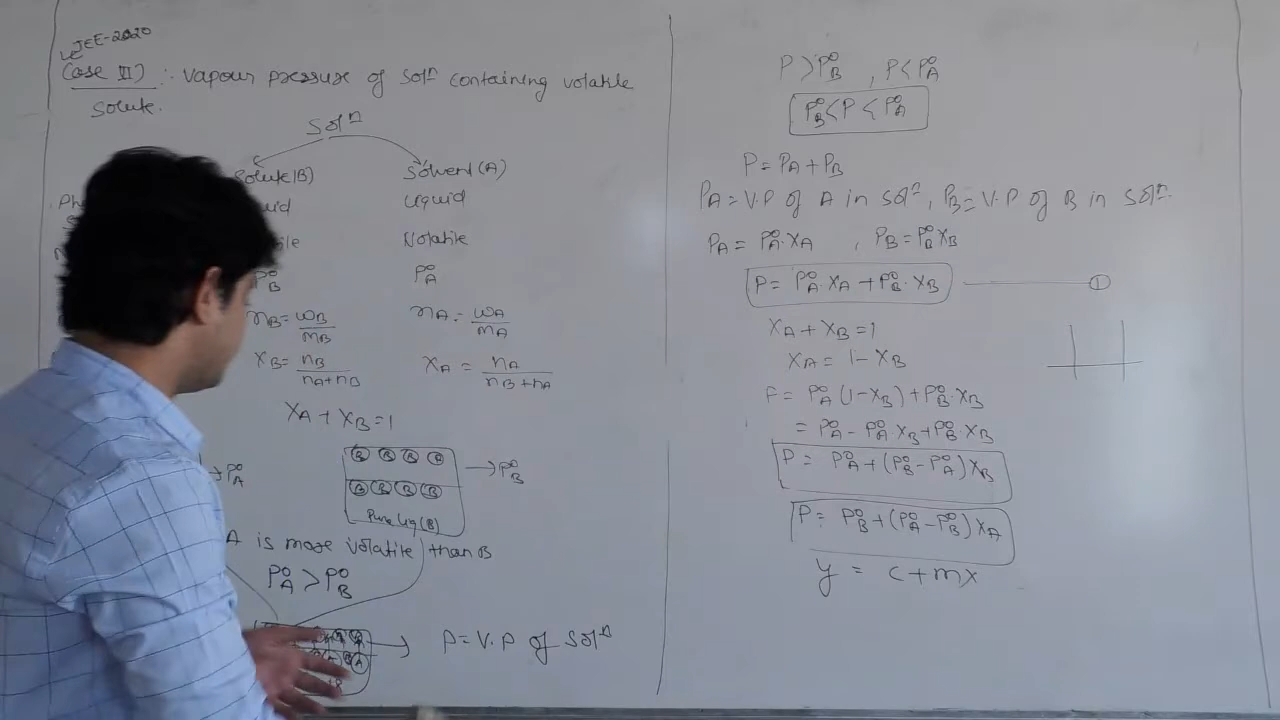 JEE-2020
Case III) :- Vapour pressure of solⁿ containing volatile
solute.
Solⁿ
Solute(B) Solvent(A)
Liquid
Volatile
P°B P°A
nB = wB/mB nA = wA/mA
xB = nB/nA+nB xA = nA/nB+nA
xA + xB = 1
→P°A
B B B B → P°B
B B B B
Pure Liq(B)
A is more volatile than B
P°A > P°B
P = V.P of Solⁿ
P > P°B , P < P°A
P°B < P < P°A
P = PA + PB
PA = V.P of A in solⁿ, PB = V.P of B in Solⁿ.
PA = P°A.xA , PB = P°B xB
P = P°A.xA + P°B.xB ①
xA + xB = 1
xA = 1 - xB
P = P°A (1-xB) + P°B.xB
= P°A - P°A.xB + P°B.xB
P = P°A + (P°B - P°A)xB
P = P°B + (P°A - P°B)xA
y = c + mx